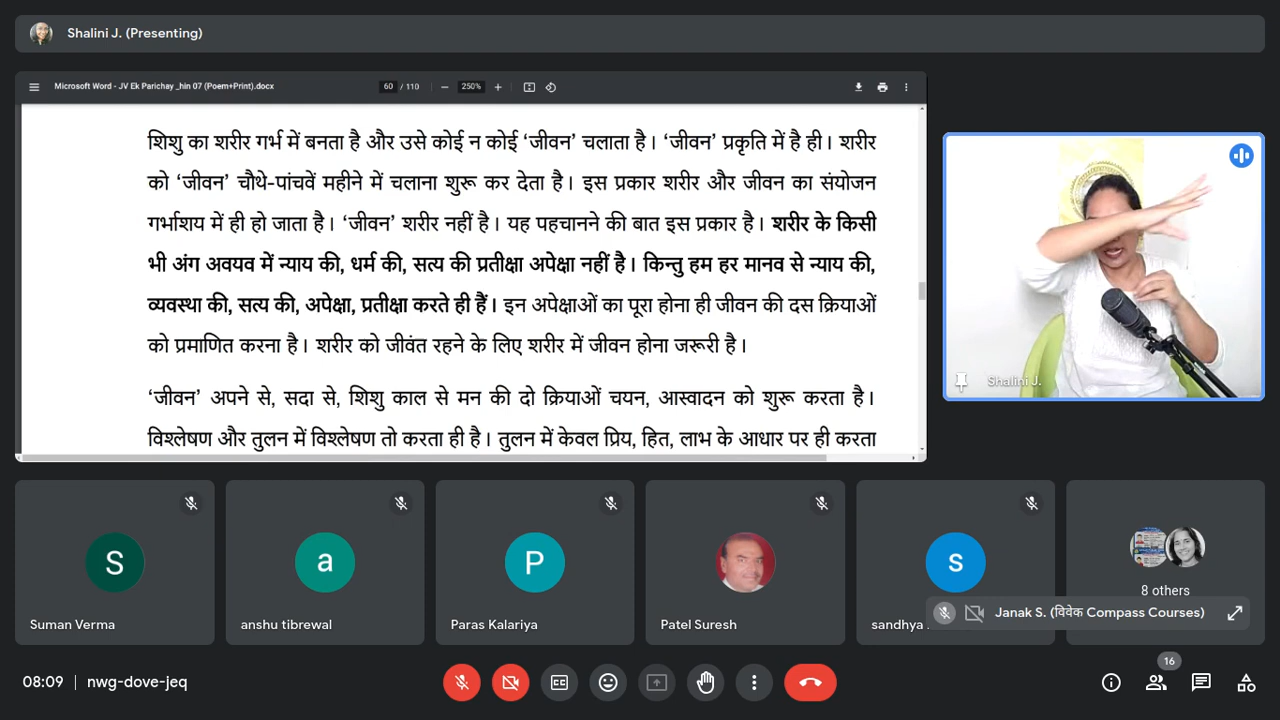 Shalini J. (Presenting)
Microsoft Word - JV Ek Parichay _hin 07 (Poem+Print).docx
60 / 110
250%
शिशु का शरीर गर्भ में बनता है और उसे कोई न कोई ‘जीवन’ चलाता है। ‘जीवन’ प्रकृति में है ही। शरीर
को ‘जीवन’ चौथे-पांचवें महीने में चलाना शुरू कर देता है। इस प्रकार शरीर और जीवन का संयोजन
गर्भाशय में ही हो जाता है। ‘जीवन’ शरीर नहीं है। यह पहचानने की बात इस प्रकार है। शरीर के किसी
भी अंग अवयव में न्याय की, धर्म की, सत्य की प्रतीक्षा अपेक्षा नहीं है। किन्तु हम हर मानव से न्याय की,
व्यवस्था की, सत्य की, अपेक्षा, प्रतीक्षा करते ही हैं। इन अपेक्षाओं का पूरा होना ही जीवन की दस क्रियाओं
को प्रमाणित करना है। शरीर को जीवंत रहने के लिए शरीर में जीवन होना जरूरी है।
‘जीवन’ अपने से, सदा से, शिशु काल से मन की दो क्रियाओं चयन, आस्वादन को शुरू करता है।
विश्लेषण और तुलन में विश्लेषण तो करता ही है। तुलन में केवल प्रिय, हित, लाभ के आधार पर ही करता
Shalini J.
S
a
P
s
Suman Verma
anshu tibrewal
Paras Kalariya
Patel Suresh
sandhya
8 others
Janak S. (विवेक Compass Courses)
08:09 | nwg-dove-jeq
16